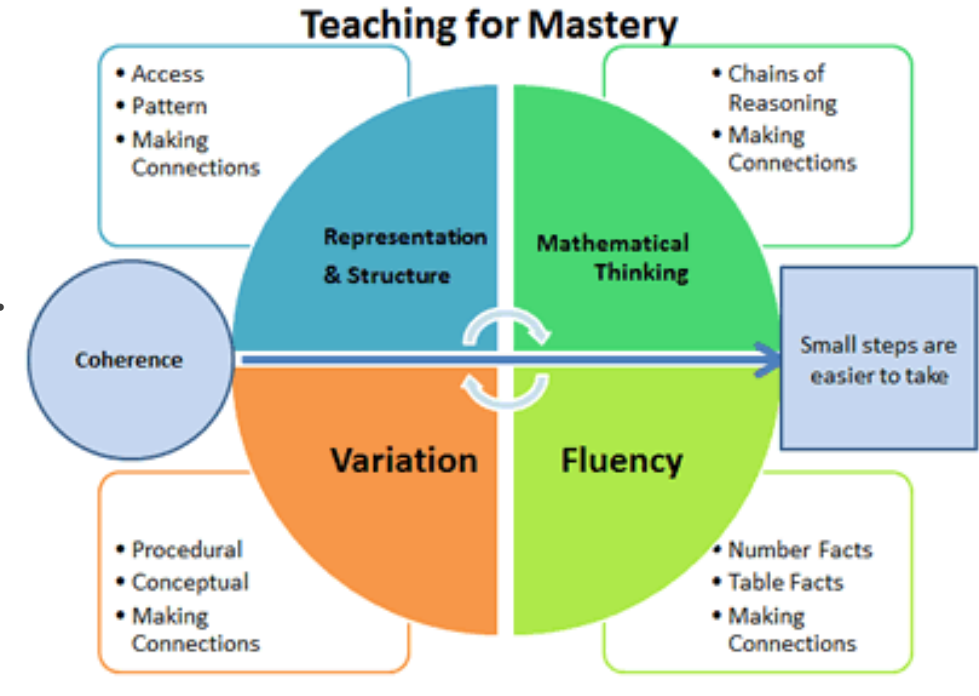 Teaching for Mastery
• Access
• Pattern
• Making
Connections
• Chains of
Reasoning
• Making
Connections
Representation
& Structure
Mathematical
Thinking
Coherence
Small steps are
easier to take
Variation
Fluency
• Procedural
• Conceptual
• Making
Connections
• Number Facts
• Table Facts
• Making
Connections